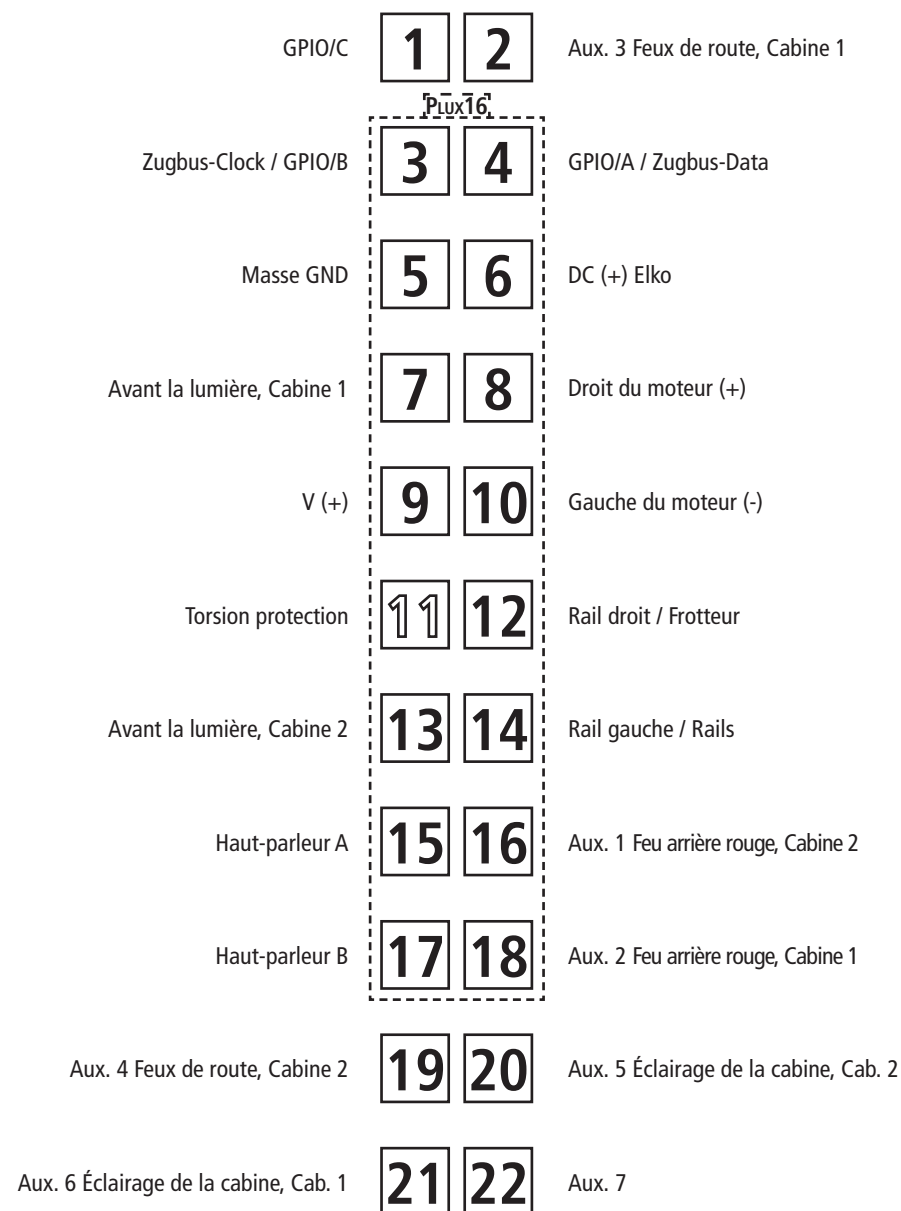 GPIO/C 1 2 Aux. 3 Feux de route, Cabine 1
PLUX16
Zugbus-Clock / GPIO/B 3 4 GPIO/A / Zugbus-Data
Masse GND 5 6 DC (+) Elko
Avant la lumière, Cabine 1 7 8 Droit du moteur (+)
V (+) 9 10 Gauche du moteur (-)
Torsion protection 11 12 Rail droit / Frotteur
Avant la lumière, Cabine 2 13 14 Rail gauche / Rails
Haut-parleur A 15 16 Aux. 1 Feu arrière rouge, Cabine 2
Haut-parleur B 17 18 Aux. 2 Feu arrière rouge, Cabine 1
Aux. 4 Feux de route, Cabine 2 19 20 Aux. 5 Éclairage de la cabine, Cab. 2
Aux. 6 Éclairage de la cabine, Cab. 1 21 22 Aux. 7